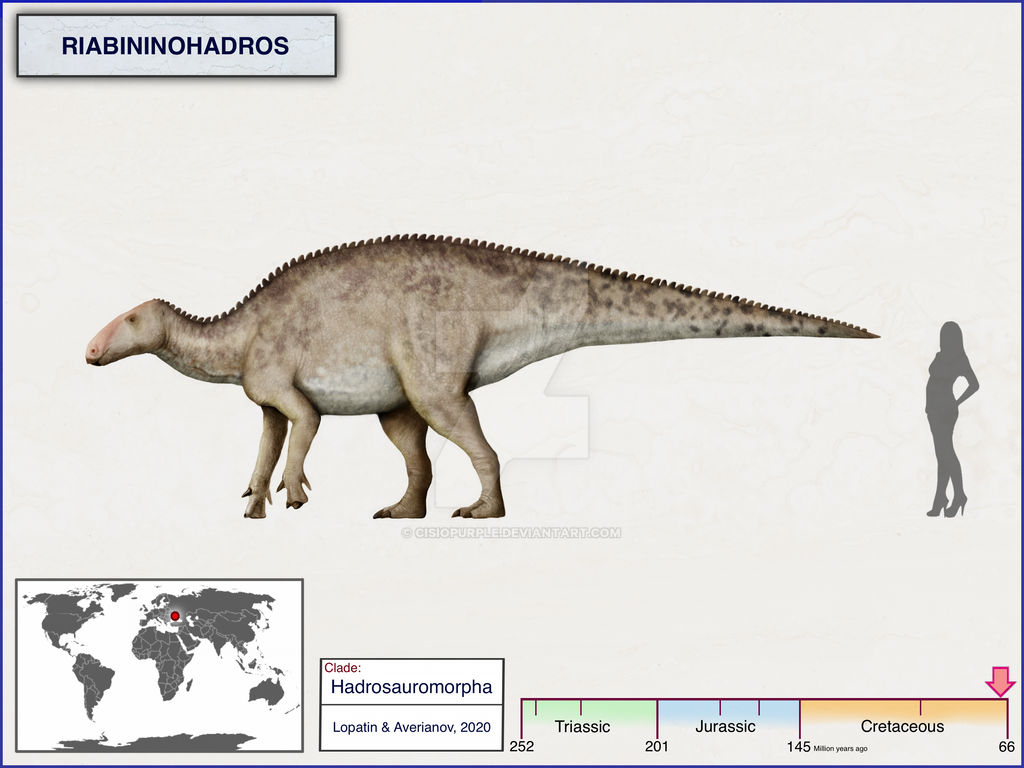 RIABININOHADROS
© CISIOPURPLE.DEVIANTART.COM
Clade:
Hadrosauromorpha
Lopatin & Averianov, 2020
Triassic
Jurassic
Cretaceous
252
201
145 Million years ago
66